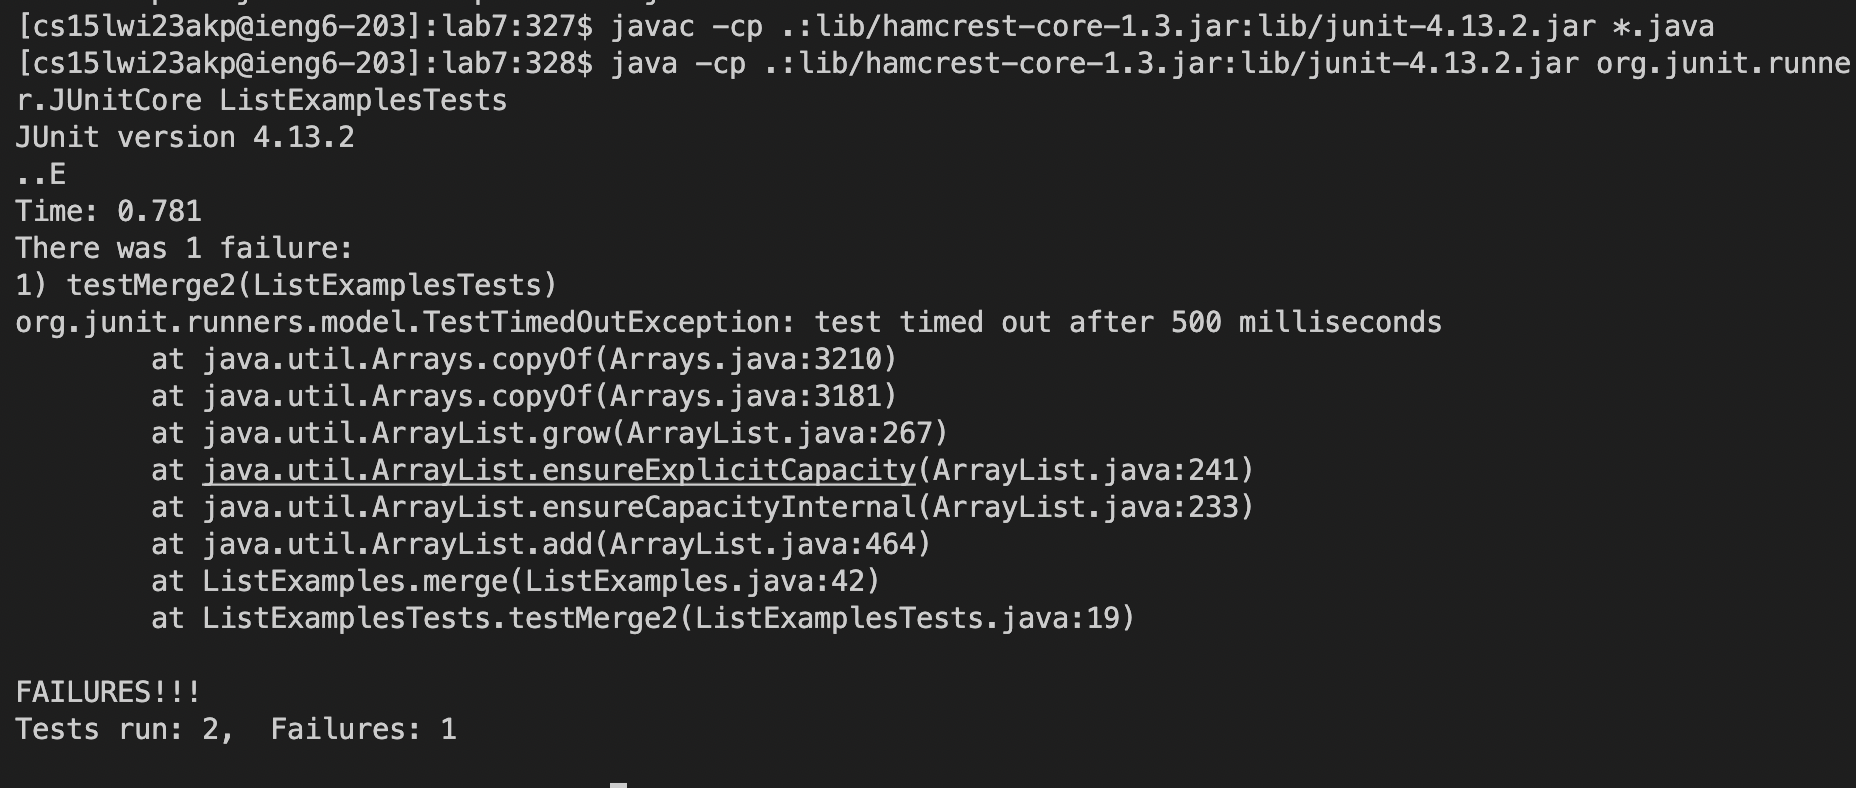 [cs15lwi23akp@ieng6-203]:lab7:327$ javac -cp .:lib/hamcrest-core-1.3.jar:lib/junit-4.13.2.jar *.java
[cs15lwi23akp@ieng6-203]:lab7:328$ java -cp .:lib/hamcrest-core-1.3.jar:lib/junit-4.13.2.jar org.junit.runne
r.JUnitCore ListExamplesTests
JUnit version 4.13.2
..E
Time: 0.781
There was 1 failure:
1) testMerge2(ListExamplesTests)
org.junit.runners.model.TestTimedOutException: test timed out after 500 milliseconds
        at java.util.Arrays.copyOf(Arrays.java:3210)
        at java.util.Arrays.copyOf(Arrays.java:3181)
        at java.util.ArrayList.grow(ArrayList.java:267)
        at java.util.ArrayList.ensureExplicitCapacity(ArrayList.java:241)
        at java.util.ArrayList.ensureCapacityInternal(ArrayList.java:233)
        at java.util.ArrayList.add(ArrayList.java:464)
        at ListExamples.merge(ListExamples.java:42)
        at ListExamplesTests.testMerge2(ListExamplesTests.java:19)

FAILURES!!!
Tests run: 2,  Failures: 1